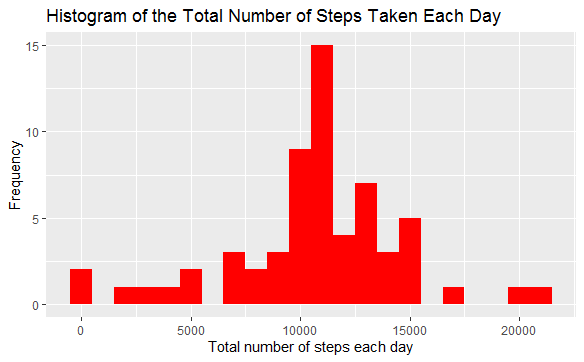 Histogram of the Total Number of Steps Taken Each Day
15
10
5
0
Frequency
0 5000 10000 15000 20000
Total number of steps each day